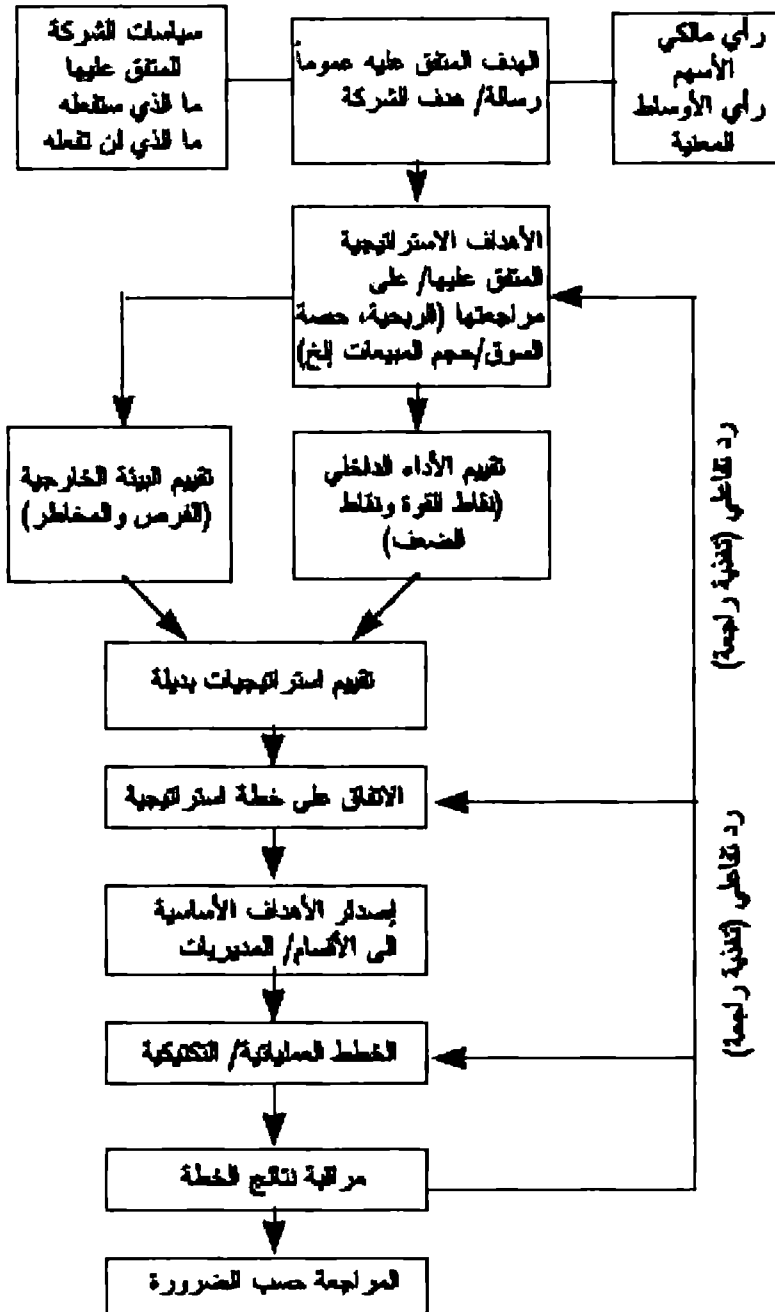 رأي مالكي
الأسهم
رأي الأوساط
المعنية
الهدف المتفق عليه عموماً
رسالة/ هدف الشركة
سياسات الشركة
المتفق عليها
ما الذي ستفعله
ما الذي لن تفعله
الأهداف الاستراتيجية
المتفق عليها/ على
مراجعتها (الربحية، حصة
السوق/حجم المبيعات إلخ)
تقييم الأداء الداخلي
(نقاط القوة ونقاط
الضعف)
تقييم البيئة الخارجية
(الفرص والمخاطر)
تقييم استراتيجيات بديلة
الاتفاق على خطة استراتيجية
إصدار الأهداف الأساسية
الى الأقسام/ المديريات
الخطط العملياتية/ التكتيكية
مراقبة نتائج الخطة
المراجعة حسب الضرورة
رد تفاعلي (تغذية راجعة)
رد تفاعلي (تغذية راجعة)